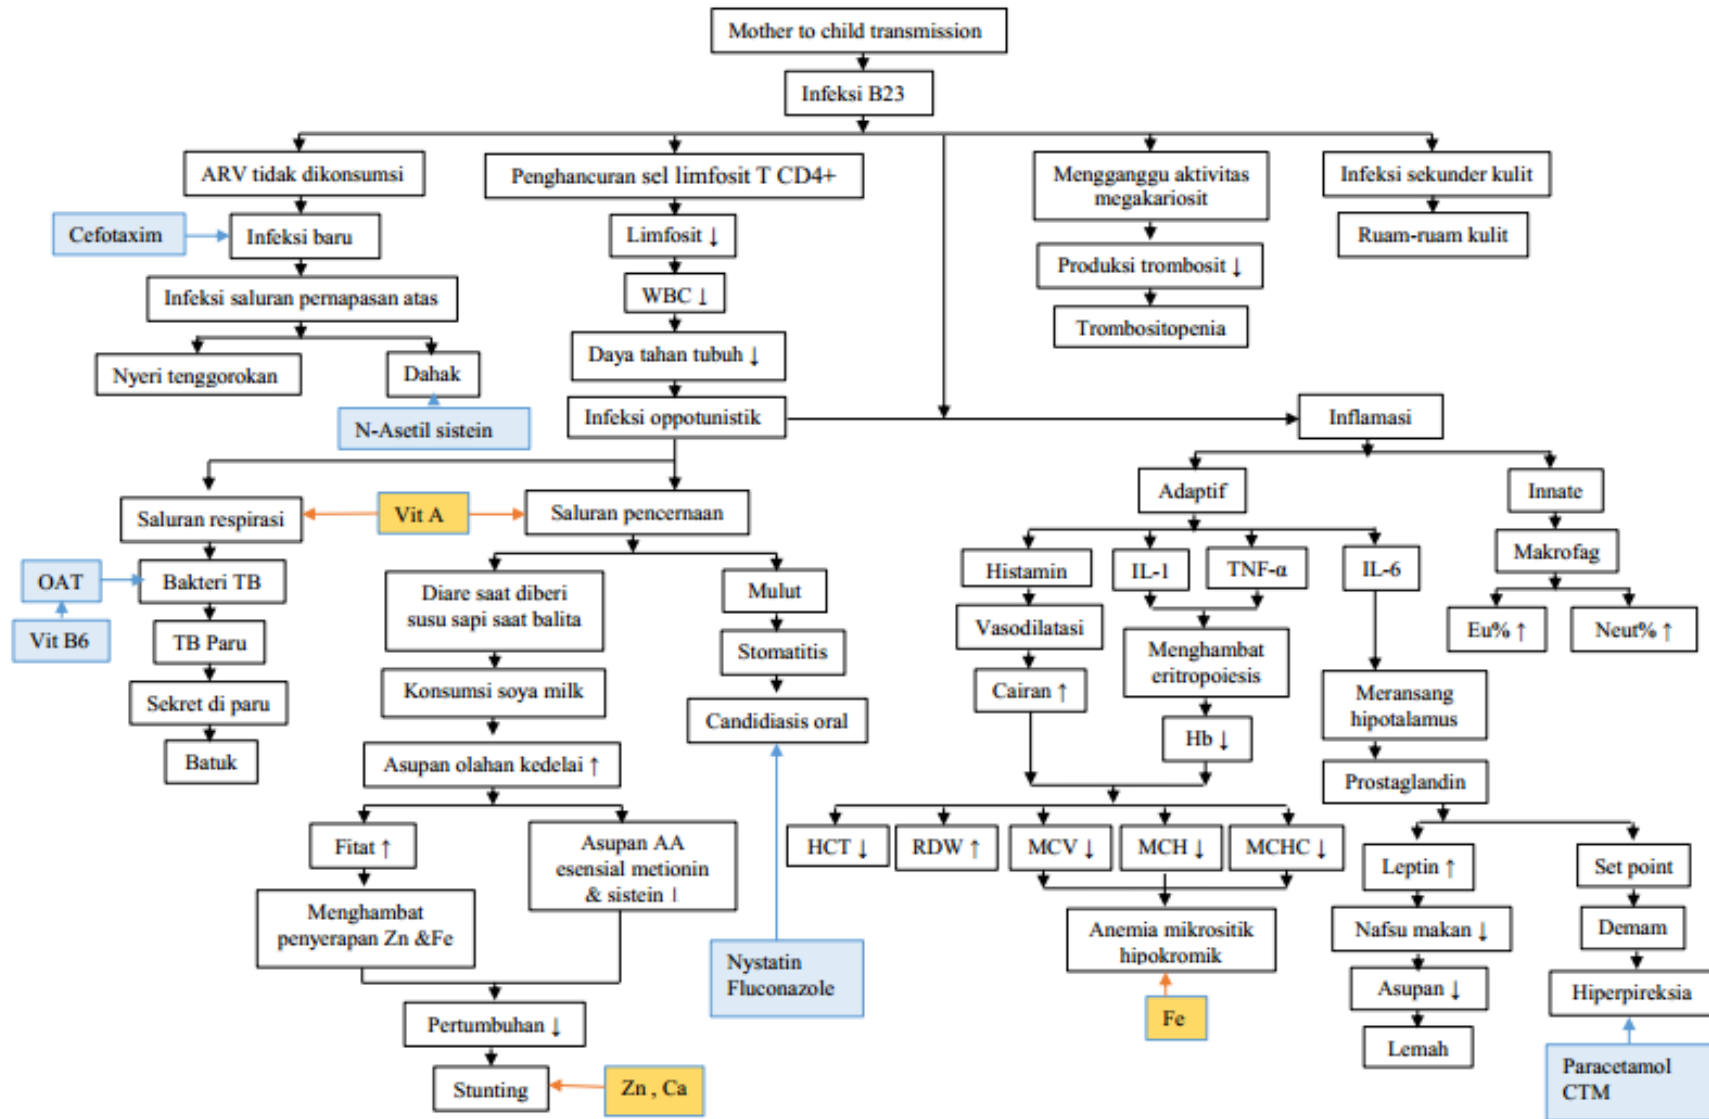 Mother to child transmission
Infeksi B23
ARV tidak dikonsumsi
Penghancuran sel limfosit T CD4+
Mengganggu aktivitas
megakariosit
Infeksi sekunder kulit
Cefotaxim
Infeksi baru
Limfosit ↓
Ruam-ruam kulit
Produksi trombosit ↓
Infeksi saluran pernapasan atas
WBC ↓
Trombositopenia
Nyeri tenggorokan
Dahak
Daya tahan tubuh ↓
N-Asetil sistein
Infeksi oppotunistik
Inflamasi
Adaptif
Innate
Saluran respirasi
Vit A
Saluran pencernaan
Histamin
IL-1
TNF-α
IL-6
Makrofag
OAT
Bakteri TB
Diare saat diberi
susu sapi saat balita
Mulut
Vasodilatasi
Eu% ↑
Neut% ↑
Vit B6
TB Paru
Stomatitis
Menghambat
eritropoiesis
Sekret di paru
Konsumsi soya milk
Cairan ↑
Meransang
hipotalamus
Candidiasis oral
Hb ↓
Batuk
Asupan olahan kedelai ↑
Prostaglandin
Fitat ↑
Asupan AA
esensial metionin
& sistein ↓
HCT ↓
RDW ↑
MCV ↓
MCH ↓
MCHC ↓
Leptin ↑
Set point
Menghambat
penyerapan Zn &Fe
Anemia mikrositik
hipokromik
Nafsu makan ↓
Demam
Nystatin
Fluconazole
Asupan ↓
Hiperpireksia
Pertumbuhan ↓
Fe
Lemah
Stunting
Zn , Ca
Paracetamol
CTM